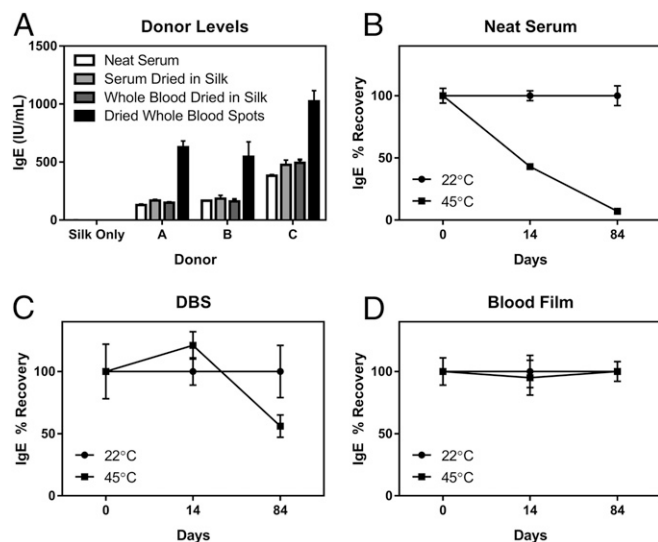 A
Donor Levels
1500
1000
500
0
IgE (IU/mL)
Neat Serum
Serum Dried in Silk
Whole Blood Dried in Silk
Dried Whole Blood Spots
Silk Only A B C
Donor
B
Neat Serum
100
50
0
IgE % Recovery
22°C
45°C
0 14 84
Days
C
DBS
100
50
0
IgE % Recovery
22°C
45°C
0 14 84
Days
D
Blood Film
100
50
0
IgE % Recovery
22°C
45°C
0 14 84
Days